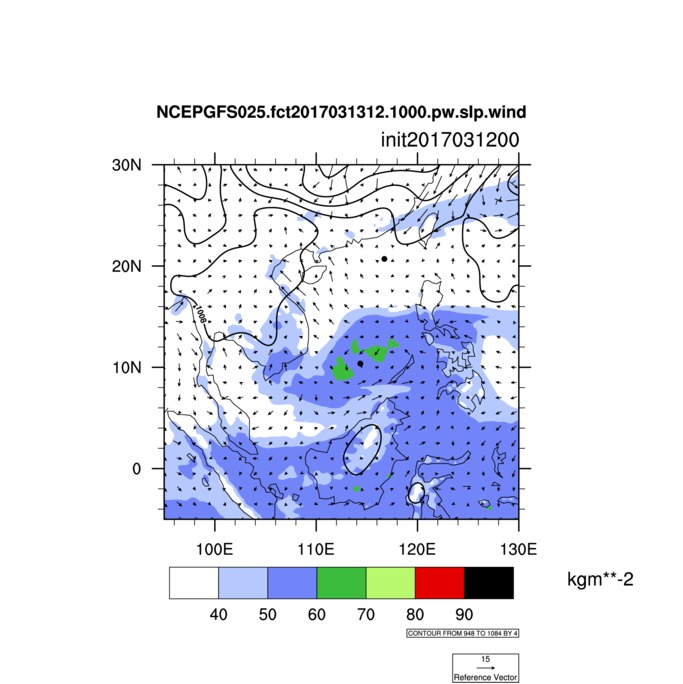 NCEPGFS025.fct2017031312.1000.pw.slp.wind
init2017031200
30N
20N
10N
0
1008
100E
110E
120E
130E
kgm**-2
40
50
60
70
80
90
CONTOUR FROM 948 TO 1084 BY 4
15
Reference Vector